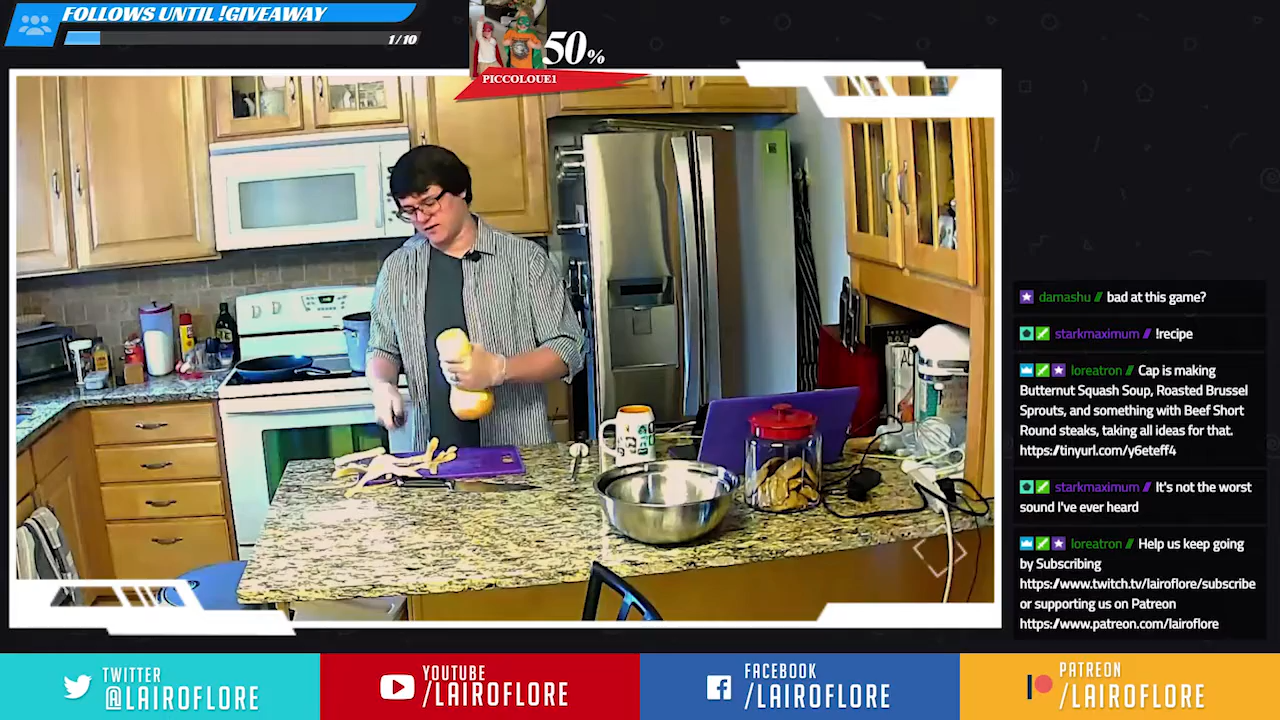 FOLLOWS UNTIL !GIVEAWAY
1/10
50%
PICCOLOUE1
damashu // bad at this game?
starkmaximum // !recipe
loreatron // Cap is making
Butternut Squash Soup, Roasted Brussel
Sprouts, and something with Beef Short
Round steaks, taking all ideas for that.
https://tinyurl.com/y6eteff4
starkmaximum // It's not the worst
sound I've ever heard
loreatron // Help us keep going
by Subscribing
https://www.twitch.tv/lairoflore/subscribe
or supporting us on Patreon
https://www.patreon.com/lairoflore
TWITTER
@LAIROFLORE
YOUTUBE
/LAIROFLORE
FACEBOOK
/LAIROFLORE
PATREON
/LAIROFLORE